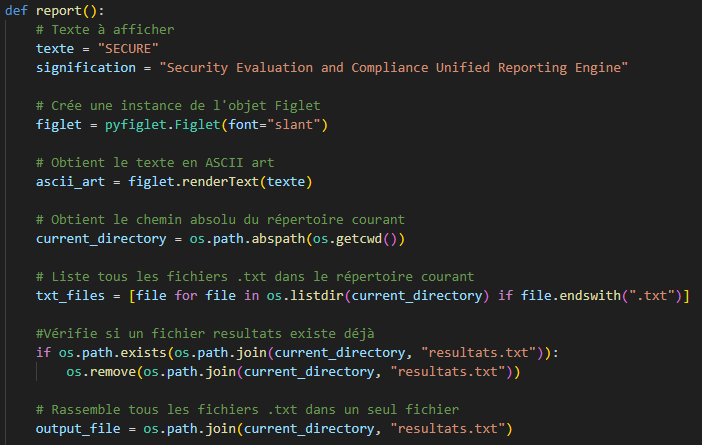 def report():
    # Texte à afficher
    texte = "SECURE"
    signification = "Security Evaluation and Compliance Unified Reporting Engine"
    # Crée une instance de l'objet Figlet
    figlet = pyfiglet.Figlet(font="slant")
    # Obtient le texte en ASCII art
    ascii_art = figlet.renderText(texte)
    # Obtient le chemin absolu du répertoire courant
    current_directory = os.path.abspath(os.getcwd())
    # Liste tous les fichiers .txt dans le répertoire courant
    txt_files = [file for file in os.listdir(current_directory) if file.endswith(".txt")]
    #Vérifie si un fichier resultats existe déjà
    if os.path.exists(os.path.join(current_directory, "resultats.txt")):
        os.remove(os.path.join(current_directory, "resultats.txt"))
    # Rassemble tous les fichiers .txt dans un seul fichier
    output_file = os.path.join(current_directory, "resultats.txt")